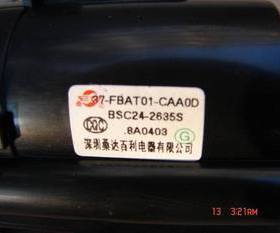 37-FBAT01-CAA0D
BSC24-2635S
CQC .8A0403 G
深圳桑达百利电器有限公司
13 3:21AM